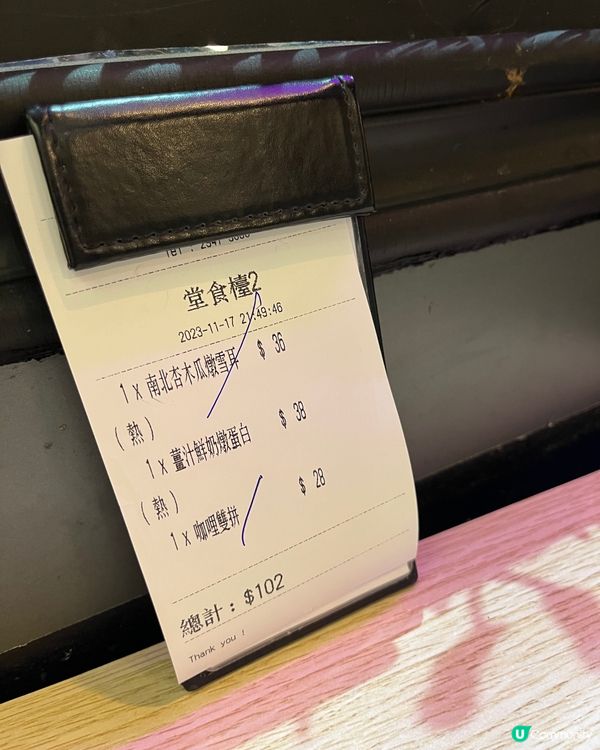 堂食檯2
2023-11-17 21:49:46
1 x 南北杏木瓜燉雪耳 $ 36
(熱)
1 x 薑汁鮮奶燉蛋白 $ 38
(熱)
1 x 咖哩雙拼 $ 28
總計：$102
Thank you !
U Community